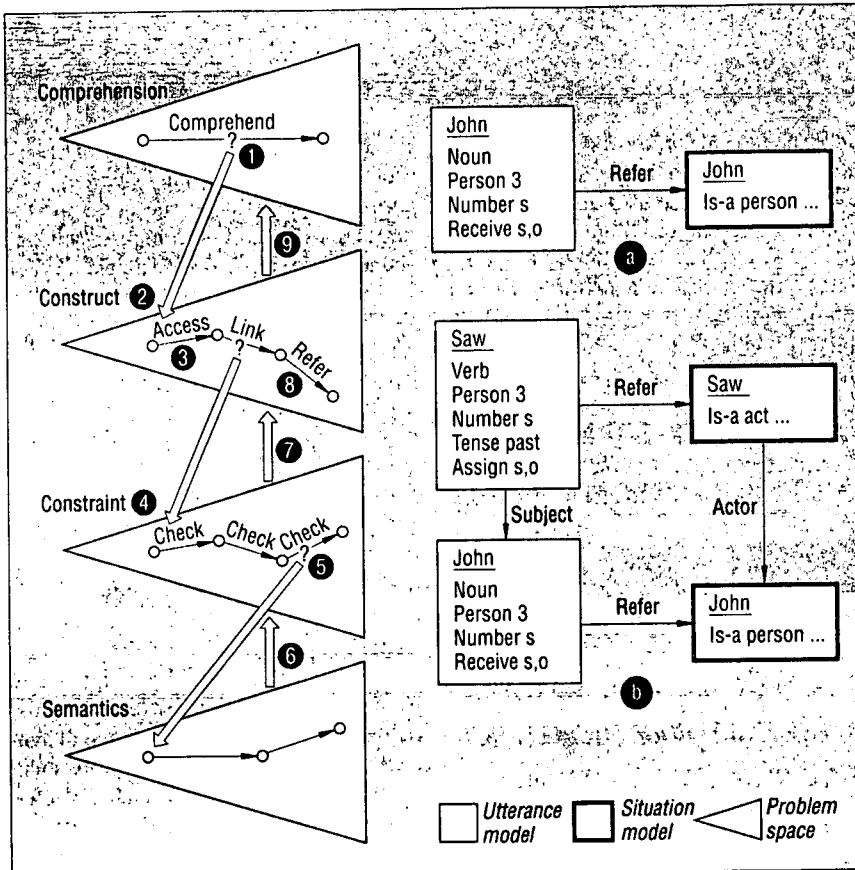 Comprehension
Comprehend
?
1
9
Construct 2
Access
Link
Refer
3
?
8
7
Constraint 4
Check
Check
Check
?
5
6
Semantics
John
Noun
Person 3
Number s
Receive s,o
Refer
John
Is-a person ...
a
Saw
Verb
Person 3
Number s
Tense past
Assign s,o
Refer
Saw
Is-a act ...
Subject
Actor
John
Noun
Person 3
Number s
Receive s,o
Refer
John
Is-a person ...
b
Utterance
model
Situation
model
Problem
space